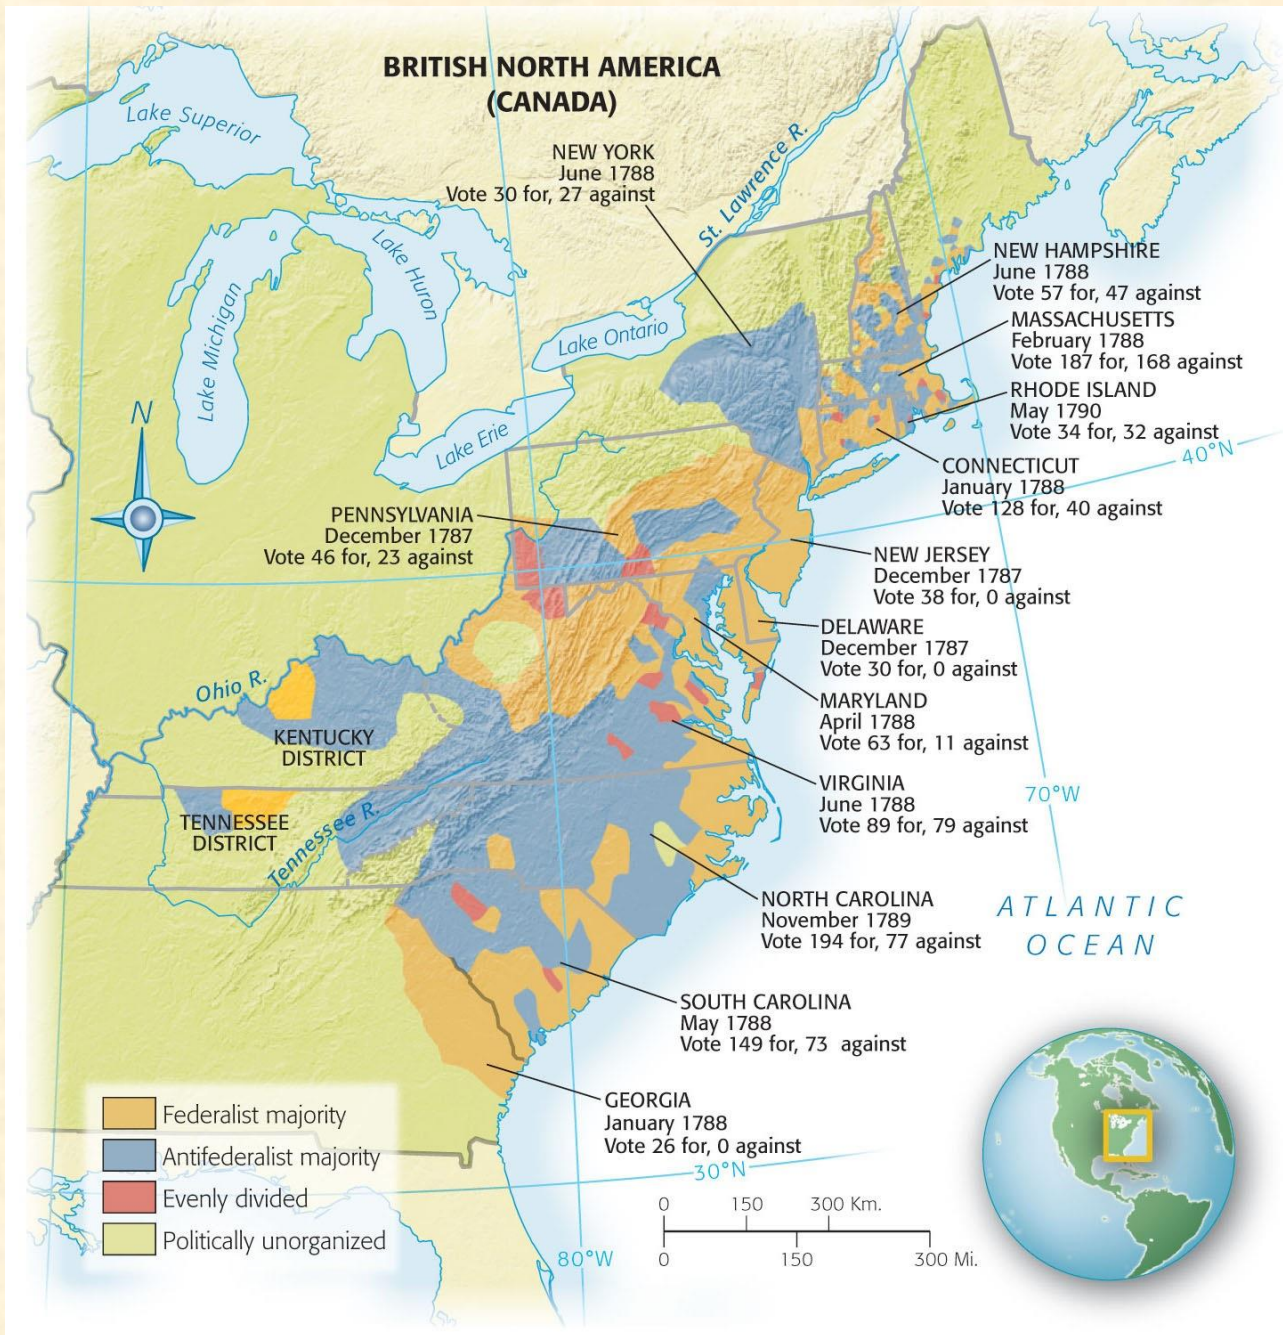 BRITISH NORTH AMERICA
(CANADA)
Lake Superior
Lake Michigan
Lake Huron
Lake Ontario
Lake Erie
St. Lawrence R.
NEW YORK
June 1788
Vote 30 for, 27 against
NEW HAMPSHIRE
June 1788
Vote 57 for, 47 against
MASSACHUSETTS
February 1788
Vote 187 for, 168 against
RHODE ISLAND
May 1790
Vote 34 for, 32 against
40°N
CONNECTICUT
January 1788
Vote 128 for, 40 against
N
PENNSYLVANIA
December 1787
Vote 46 for, 23 against
NEW JERSEY
December 1787
Vote 38 for, 0 against
DELAWARE
December 1787
Vote 30 for, 0 against
Ohio R.
MARYLAND
April 1788
Vote 63 for, 11 against
KENTUCKY
DISTRICT
VIRGINIA
June 1788
Vote 89 for, 79 against
70°W
TENNESSEE
DISTRICT
Tennessee R.
NORTH CAROLINA
November 1789
Vote 194 for, 77 against
ATLANTIC
OCEAN
SOUTH CAROLINA
May 1788
Vote 149 for, 73 against
GEORGIA
January 1788
Vote 26 for, 0 against
30°N
Federalist majority
Antifederalist majority
Evenly divided
Politically unorganized
80°W
0 150 300 Km.
0 150 300 Mi.